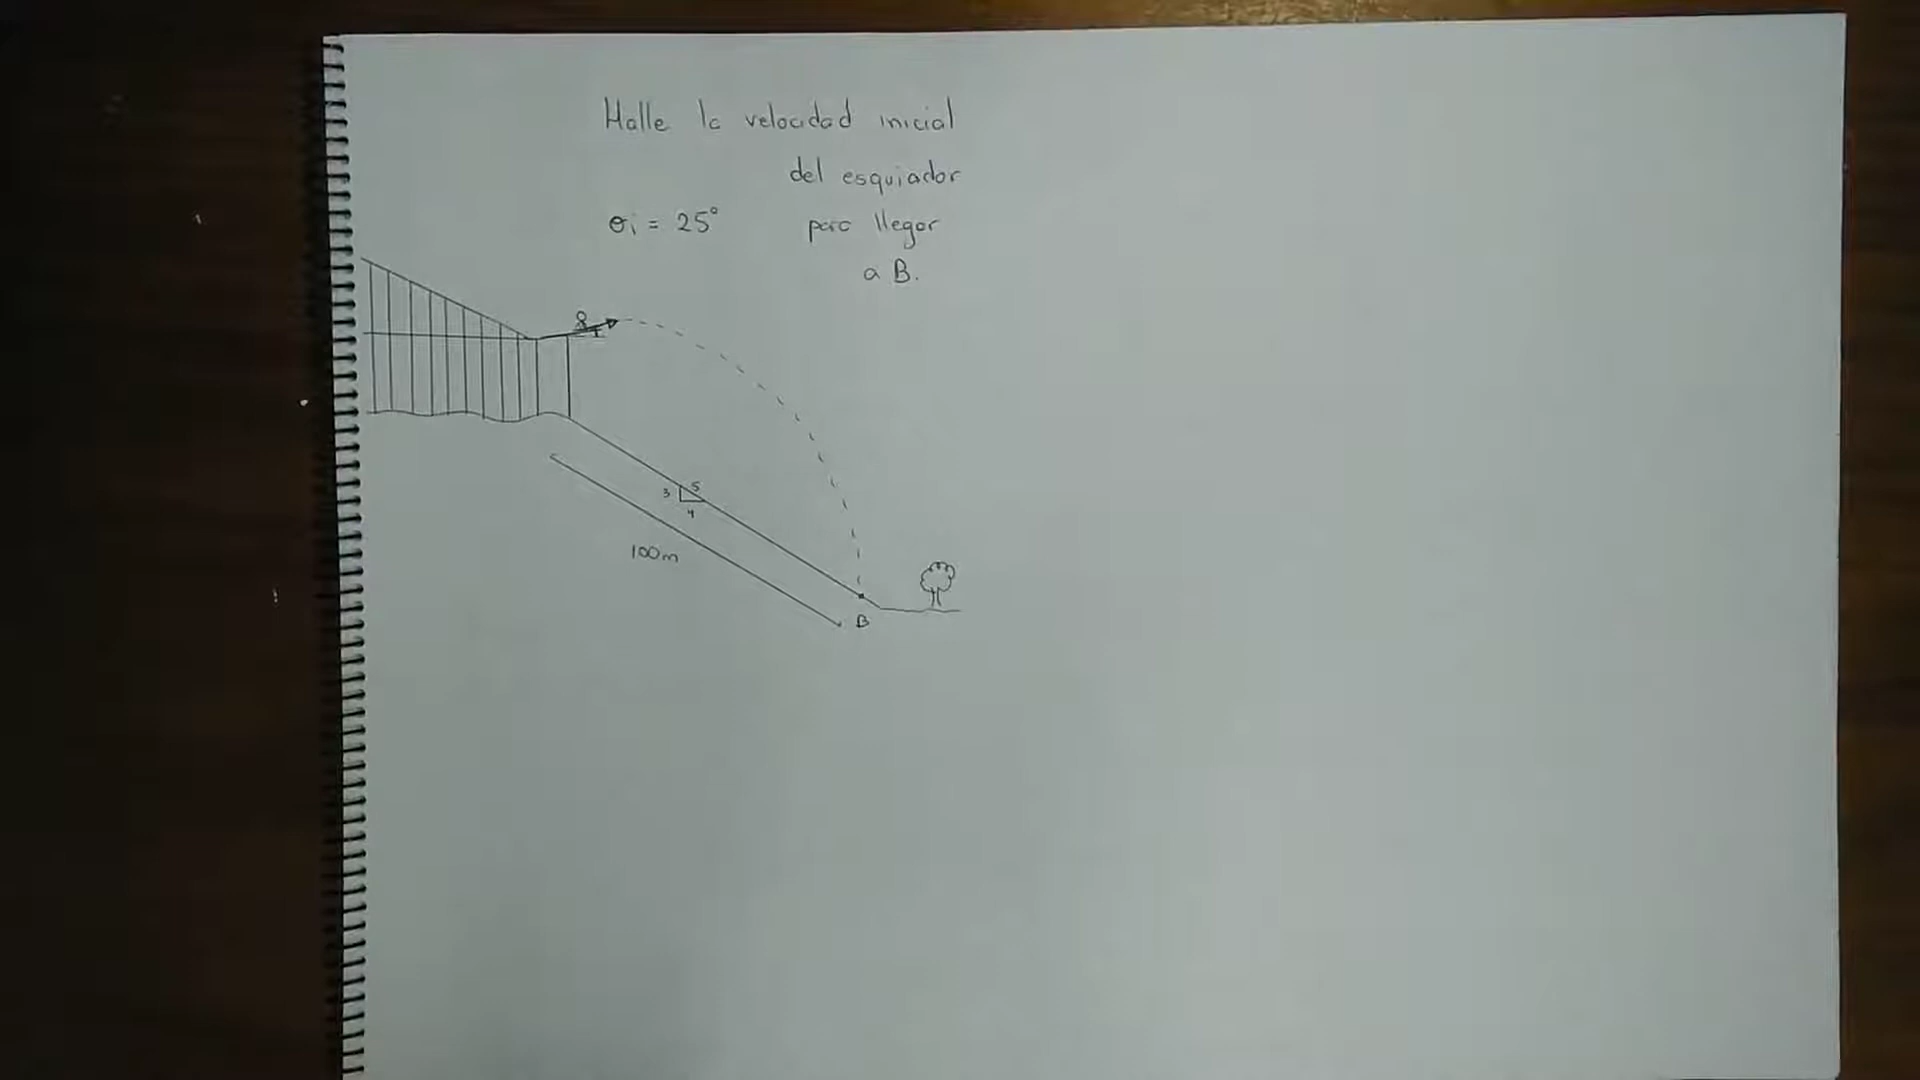 Halle la velocidad inicial
del esquiador
θi = 25° para llegar
a B.
3 5
4
100m
B